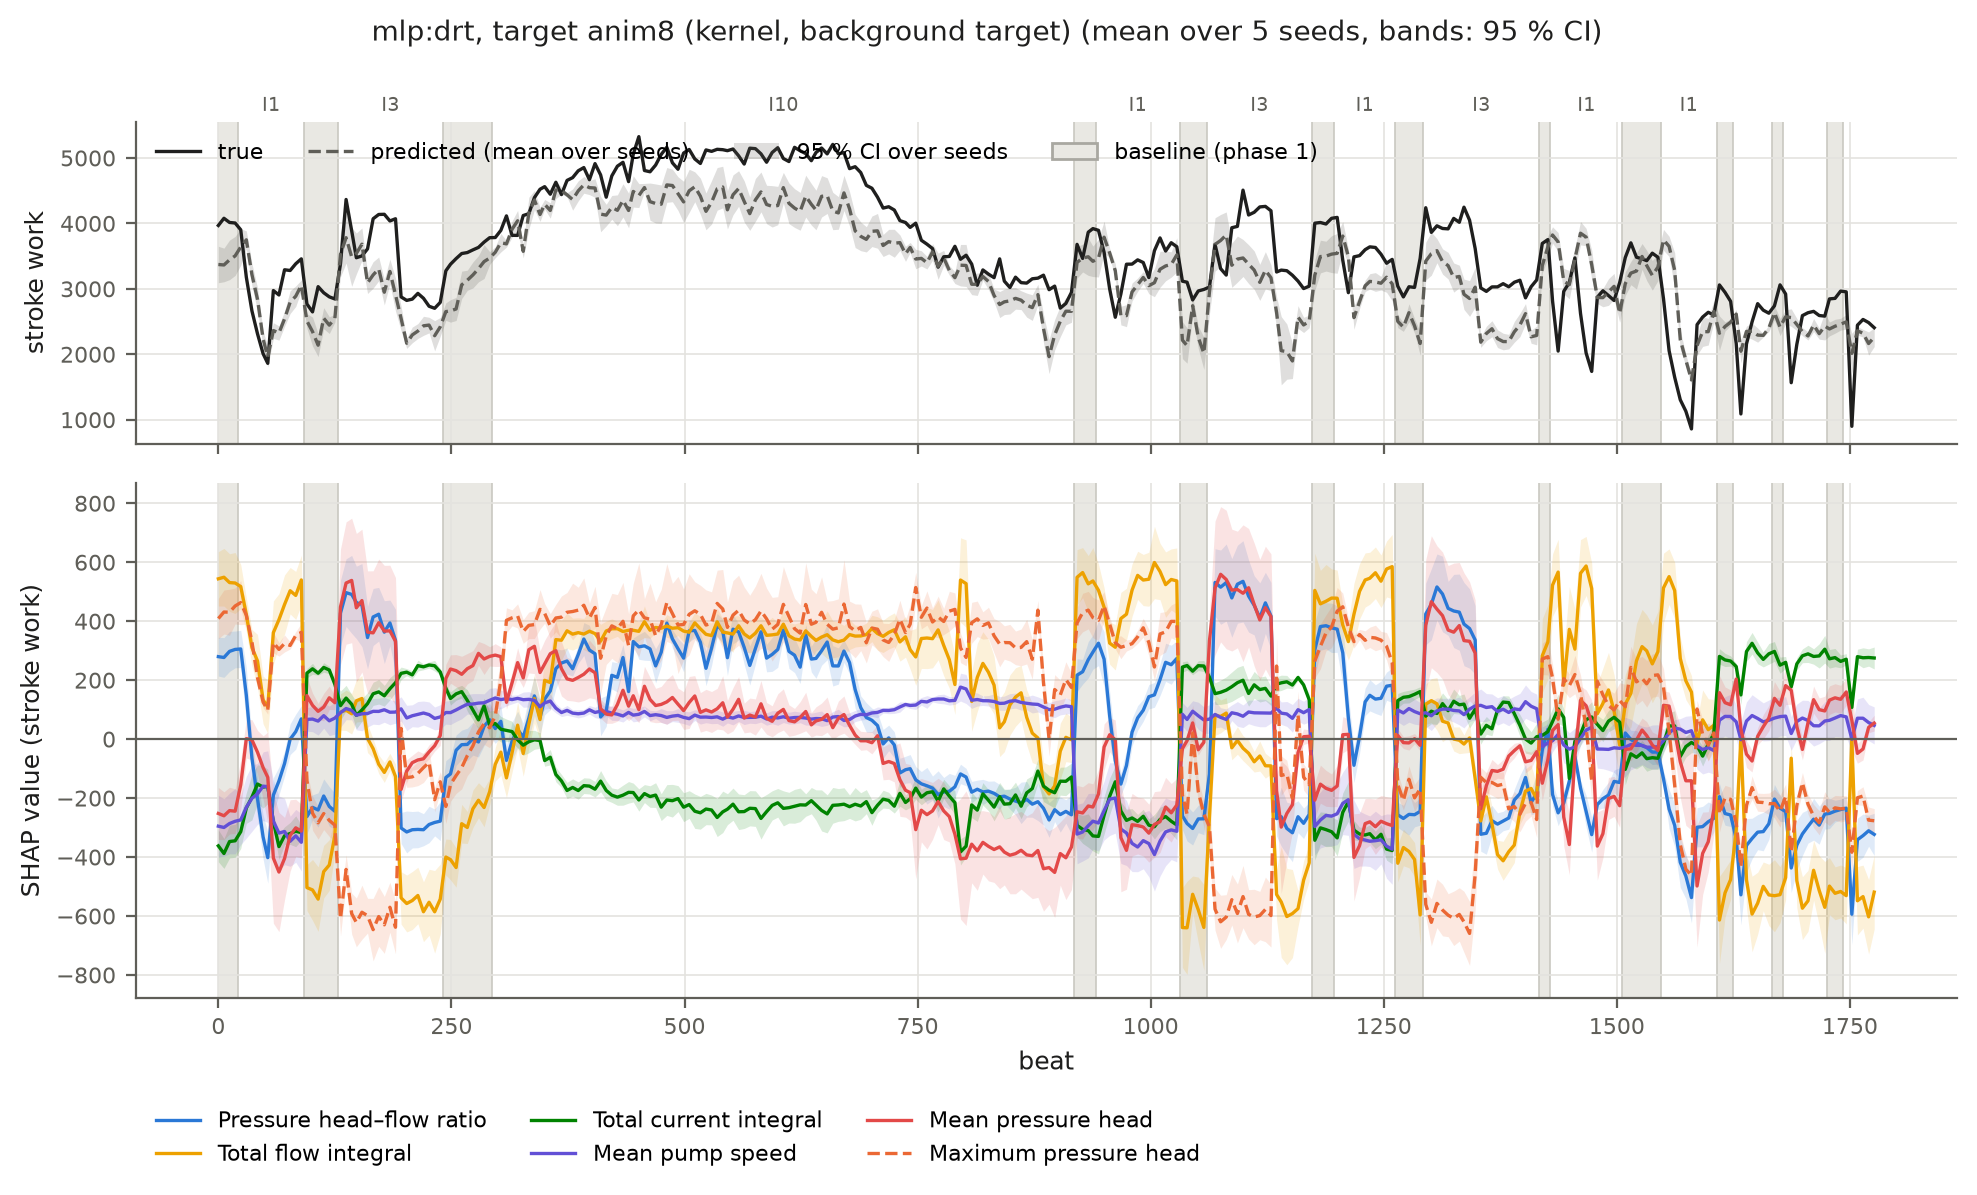 mlp:drt, target anim8 (kernel, background target) (mean over 5 seeds, bands: 95 % CI)
I1 I3 I10 I1 I3 I1 I3 I1 I1
true predicted (mean over seeds) 95 % CI over seeds baseline (phase 1)
stroke work
5000
4000
3000
2000
1000
SHAP value (stroke work)
800
600
400
200
0
−200
−400
−600
−800
0 250 500 750 1000 1250 1500 1750
beat
Pressure head–flow ratio Total current integral Mean pressure head
Total flow integral Mean pump speed Maximum pressure head